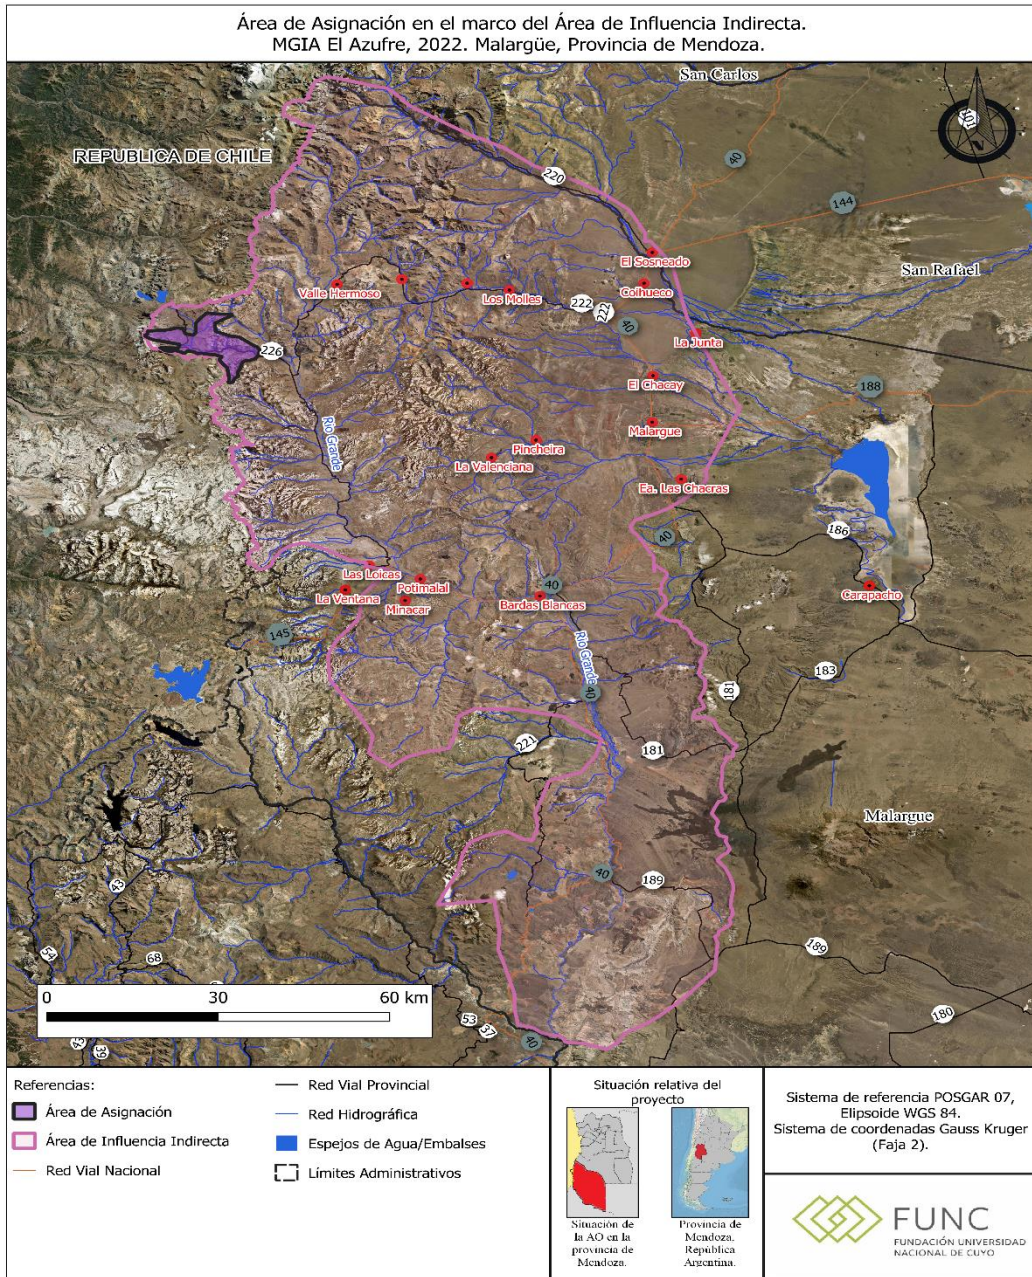 Área de Asignación en el marco del Área de Influencia Indirecta.
MGIA El Azufre, 2022. Malargüe, Provincia de Mendoza.
San Carlos
REPUBLICA DE CHILE
40
220
144
El Sosneado
San Rafael
Valle Hermoso
Coihueco
Los Molles
222
222
40
La Junta
226
El Chacay
188
Río Grande
Malargue
Pincheira
La Valenciana
Ea. Las Chacras
186
40
Las Loicas
Potimalal
40
La Ventana
Minacar
Bardas Blancas
Carapacho
145
Río Grande
183
40
181
221
181
Malargue
40
189
43
189
54
68
0 30 60 km
53
37
180
43
39
40
Referencias:
Área de Asignación
Área de Influencia Indirecta
Red Vial Nacional
Red Vial Provincial
Red Hidrográfica
Espejos de Agua/Embalses
Límites Administrativos
Situación relativa del
proyecto
Situación de
la AO en la
provincia de
Mendoza.
Provincia de
Mendoza.
República
Argentina.
Sistema de referencia POSGAR 07,
Elipsoide WGS 84.
Sistema de coordenadas Gauss Kruger
(Faja 2).
FUNC
FUNDACIÓN UNIVERSIDAD
NACIONAL DE CUYO